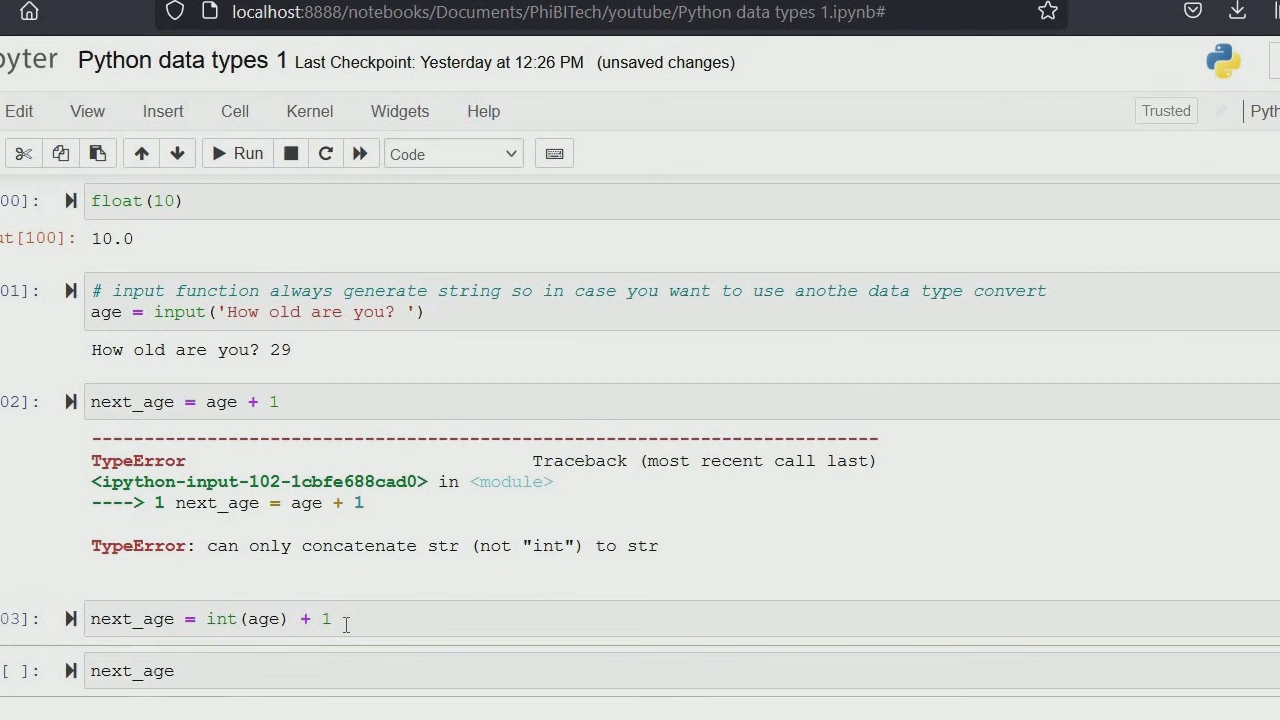 localhost:8888/notebooks/Documents/PhiBITech/youtube/Python data types 1.ipynb#
pyter Python data types 1 Last Checkpoint: Yesterday at 12:26 PM (unsaved changes)
Edit View Insert Cell Kernel Widgets Help Trusted Pyth
Run Code
00]: float(10)
ut[100]: 10.0
01]: # input function always generate string so in case you want to use anothe data type convert
age = input('How old are you? ')
How old are you? 29
02]: next_age = age + 1
---------------------------------------------------------------------------
TypeError Traceback (most recent call last)
<ipython-input-102-1cbfe688cad0> in <module>
----> 1 next_age = age + 1
TypeError: can only concatenate str (not "int") to str
03]: next_age = int(age) + 1
[ ]: next_age